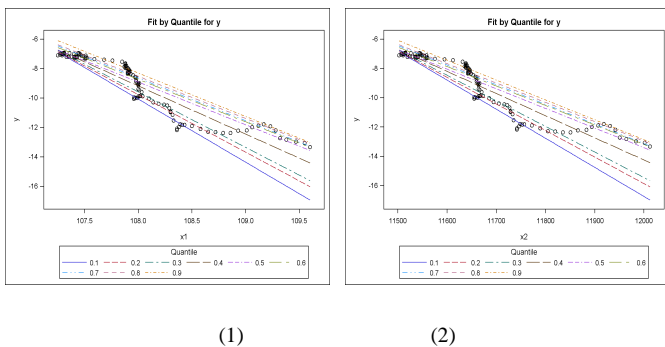 Fit by Quantile for y
-6
-8
-10
-12
-14
-16
y
107.5 108.0 108.5 109.0 109.5
x1
Quantile
0.1 0.2 0.3 0.4 0.5 0.6
0.7 0.8 0.9
Fit by Quantile for y
-6
-8
-10
-12
-14
-16
y
11500 11600 11700 11800 11900 12000
x2
Quantile
0.1 0.2 0.3 0.4 0.5 0.6
0.7 0.8 0.9
(1) (2)